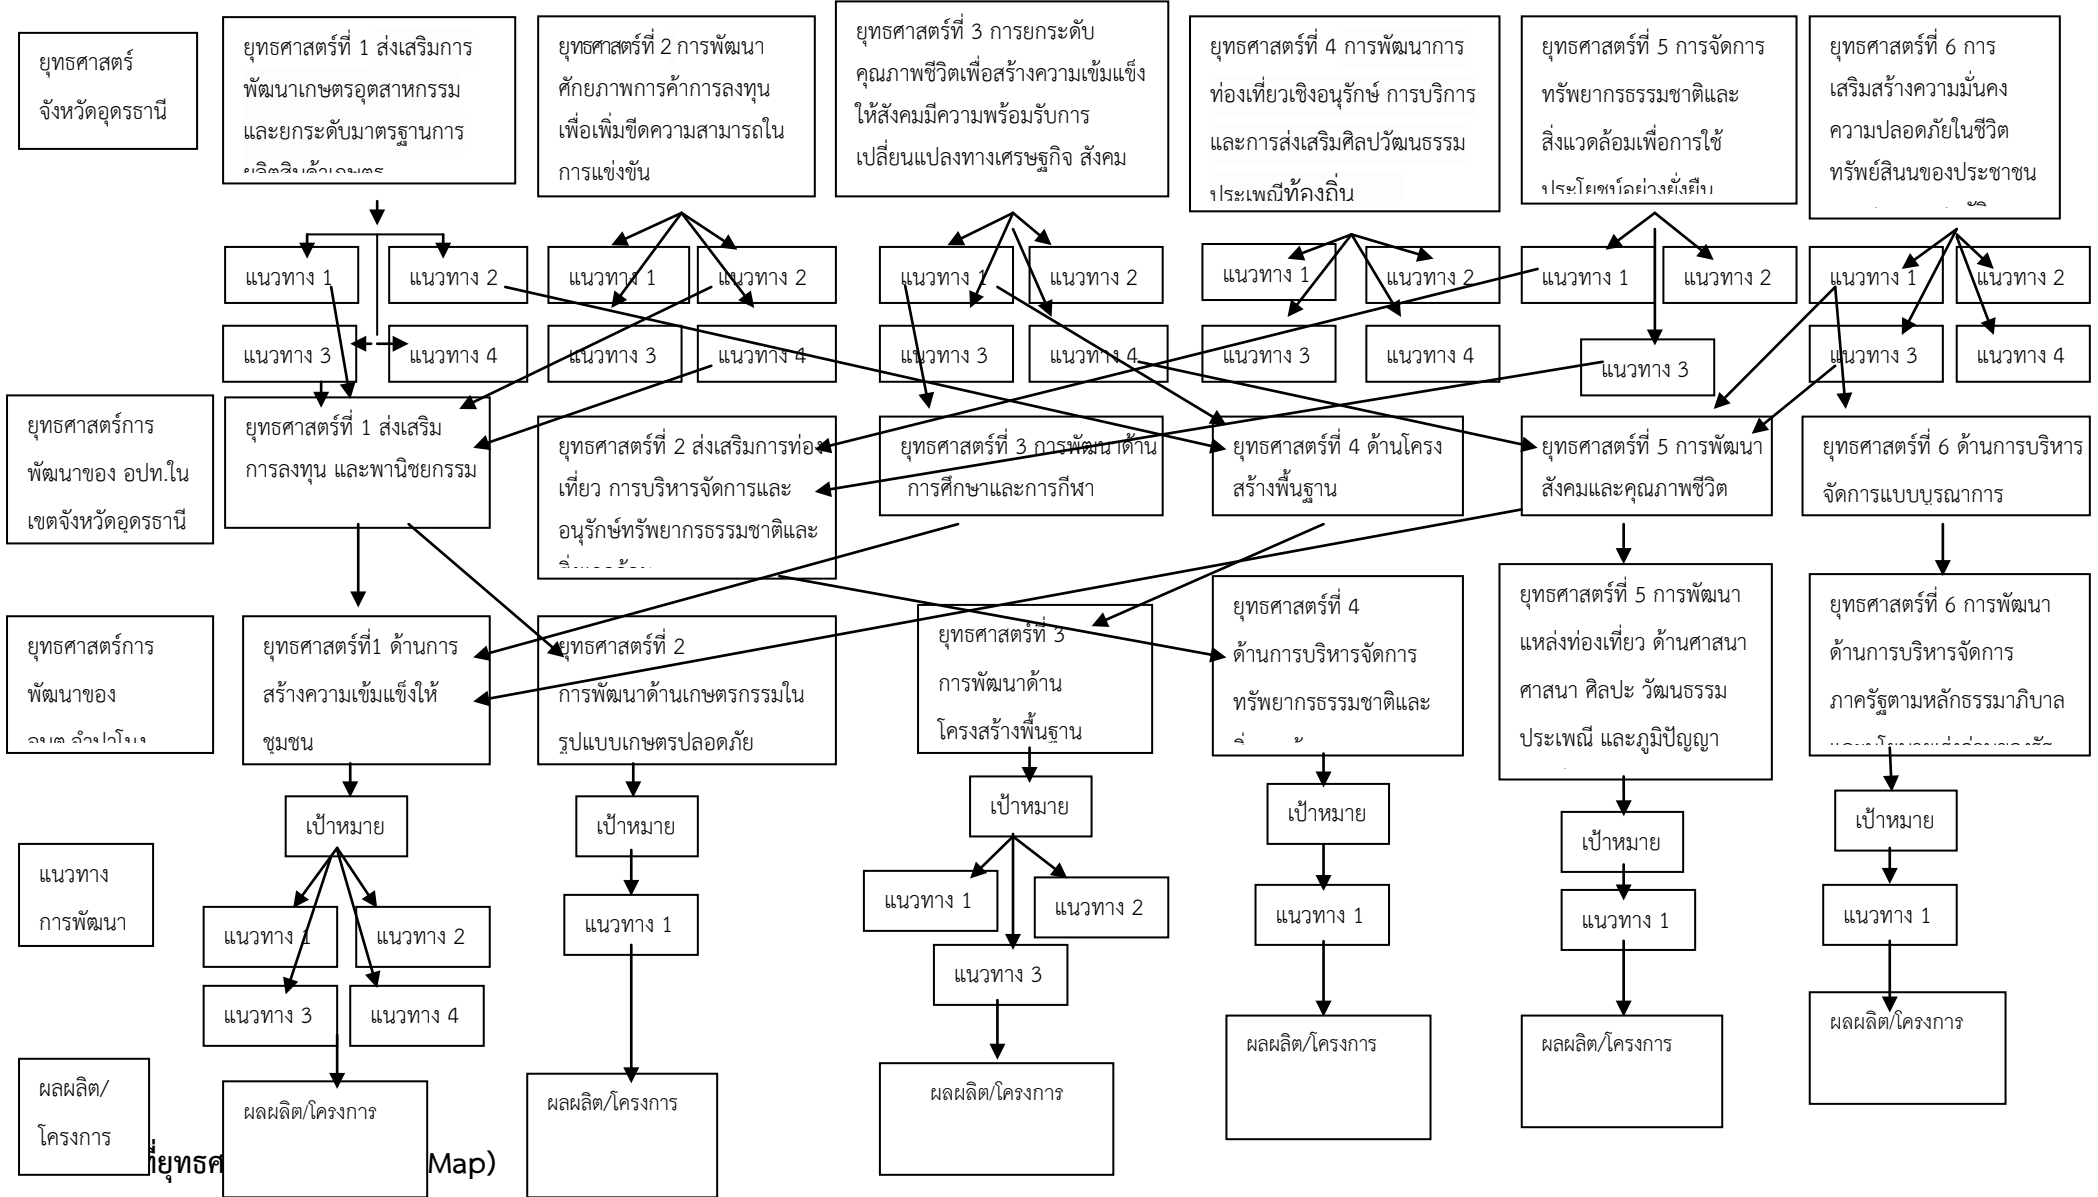 ยุทธศาสตร์
จังหวัดอุดรธานี
ยุทธศาสตร์ที่ 1 ส่งเสริมการ
พัฒนาเกษตรอุตสาหกรรม
และยกระดับมาตรฐานการ
ผลิตสินค้าเกษตร
ยุทธศาสตร์ที่ 2 การพัฒนา
ศักยภาพการค้าการลงทุน
เพื่อเพิ่มขีดความสามารถใน
การแข่งขัน
ยุทธศาสตร์ที่ 3 การยกระดับ
คุณภาพชีวิตเพื่อสร้างความเข้มแข็ง
ให้สังคมมีความพร้อมรับการ
เปลี่ยนแปลงทางเศรษฐกิจ สังคม
ยุทธศาสตร์ที่ 4 การพัฒนาการ
ท่องเที่ยวเชิงอนุรักษ์ การบริการ
และการส่งเสริมศิลปวัฒนธรรม
ประเพณีท้องถิ่น
ยุทธศาสตร์ที่ 5 การจัดการ
ทรัพยากรธรรมชาติและ
สิ่งแวดล้อมเพื่อการใช้
ประโยชน์อย่างยั่งยืน
ยุทธศาสตร์ที่ 6 การ
เสริมสร้างความมั่นคง
ความปลอดภัยในชีวิต
ทรัพย์สินนของประชาชน
แนวทาง 1
แนวทาง 2
แนวทาง 1
แนวทาง 2
แนวทาง 1
แนวทาง 2
แนวทาง 1
แนวทาง 2
แนวทาง 1
แนวทาง 2
แนวทาง 1
แนวทาง 2
แนวทาง 3
แนวทาง 4
แนวทาง 3
แนวทาง 4
แนวทาง 3
แนวทาง 4
แนวทาง 3
แนวทาง 4
แนวทาง 3
แนวทาง 3
แนวทาง 4
ยุทธศาสตร์การ
พัฒนาของ อปท.ใน
เขตจังหวัดอุดรธานี
ยุทธศาสตร์ที่ 1 ส่งเสริม
การลงทุน และพานิชยกรรม
ยุทธศาสตร์ที่ 2 ส่งเสริมการท่อง
เที่ยว การบริหารจัดการและ
อนุรักษ์ทรัพยากรธรรมชาติและ
ยุทธศาสตร์ที่ 3 การพัฒนาด้าน
การศึกษาและการกีฬา
ยุทธศาสตร์ที่ 4 ด้านโครง
สร้างพื้นฐาน
ยุทธศาสตร์ที่ 5 การพัฒนา
สังคมและคุณภาพชีวิต
ยุทธศาสตร์ที่ 6 ด้านการบริหาร
จัดการแบบบูรณาการ
ยุทธศาสตร์การ
พัฒนาของ
ยุทธศาสตร์ที่1 ด้านการ
สร้างความเข้มแข็งให้
ชุมชน
ยุทธศาสตร์ที่ 2
การพัฒนาด้านเกษตรกรรมใน
รูปแบบเกษตรปลอดภัย
ยุทธศาสตร์ที่ 3
การพัฒนาด้าน
โครงสร้างพื้นฐาน
ยุทธศาสตร์ที่ 4
ด้านการบริหารจัดการ
ทรัพยากรธรรมชาติและ
ยุทธศาสตร์ที่ 5 การพัฒนา
แหล่งท่องเที่ยว ด้านศาสนา
ศาสนา ศิลปะ วัฒนธรรม
ประเพณี และภูมิปัญญา
ยุทธศาสตร์ที่ 6 การพัฒนา
ด้านการบริหารจัดการ
ภาครัฐตามหลักธรรมาภิบาล
เป้าหมาย
เป้าหมาย
เป้าหมาย
เป้าหมาย
เป้าหมาย
เป้าหมาย
แนวทาง
การพัฒนา
แนวทาง 1
แนวทาง 2
แนวทาง 3
แนวทาง 4
แนวทาง 1
แนวทาง 1
แนวทาง 2
แนวทาง 3
แนวทาง 1
แนวทาง 1
แนวทาง 1
ผลผลิต/
โครงการ
ผลผลิต/โครงการ
ผลผลิต/โครงการ
ผลผลิต/โครงการ
ผลผลิต/โครงการ
ผลผลิต/โครงการ
ผลผลิต/โครงการ
Map)